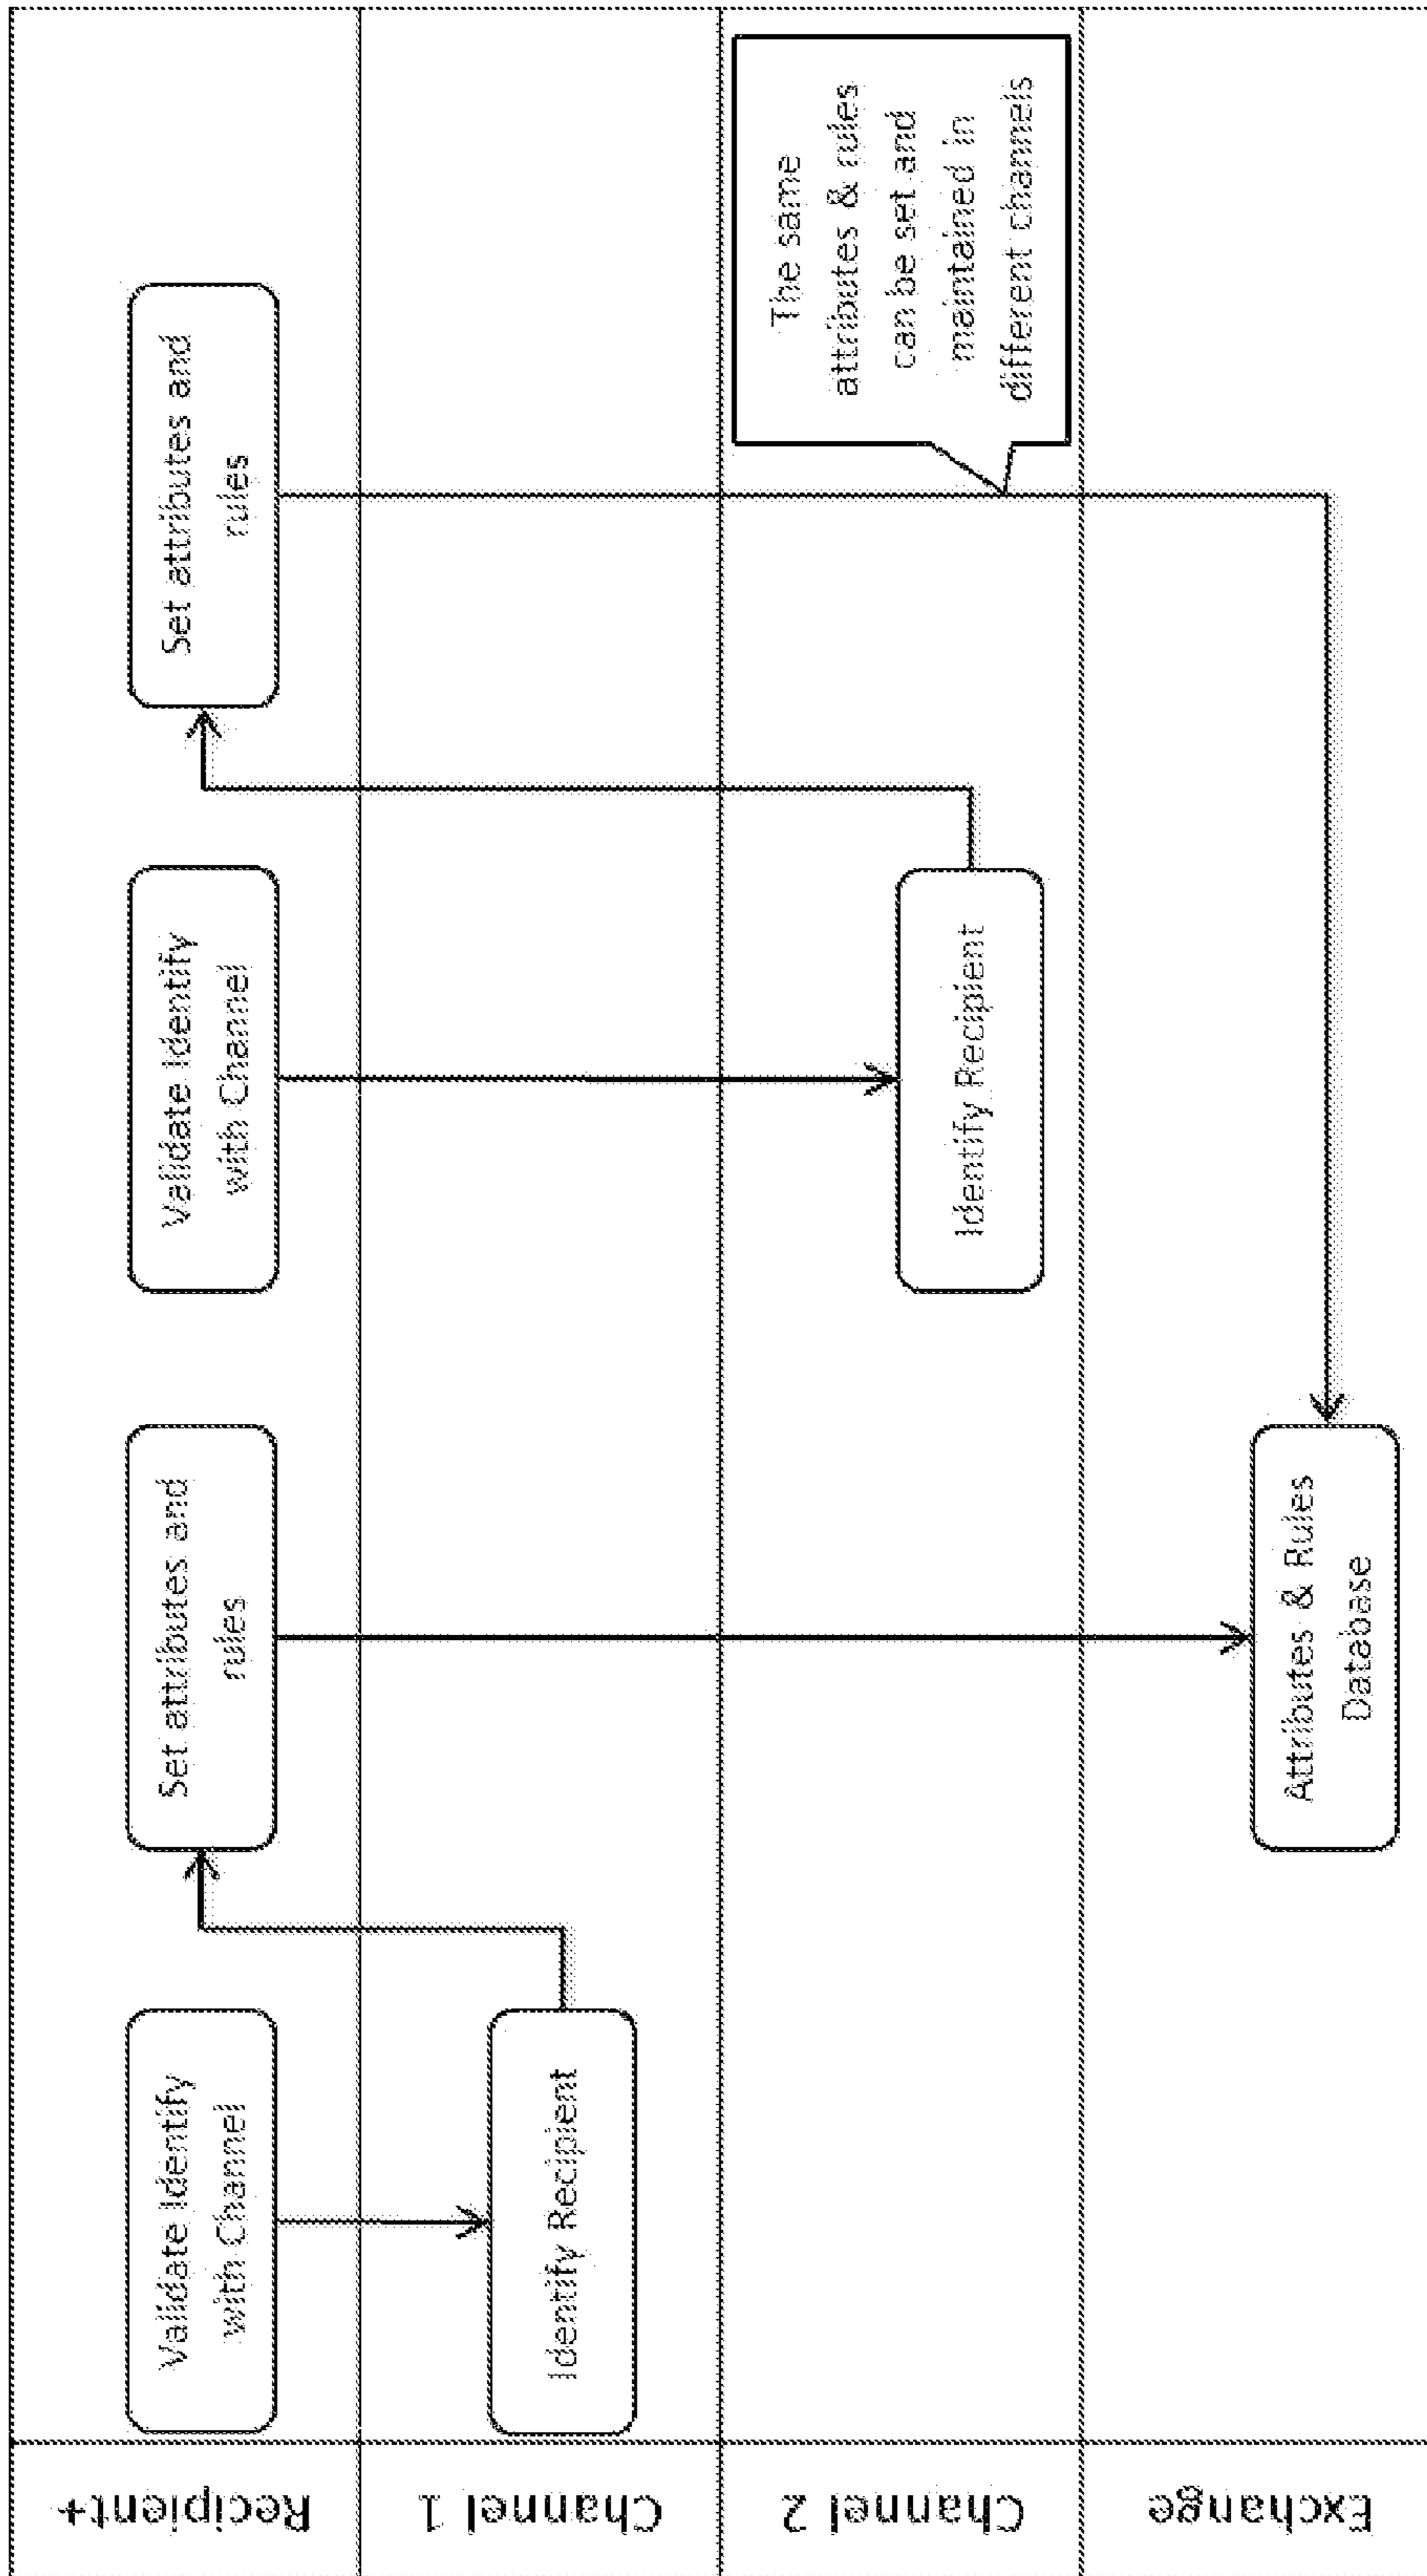 Recipient+
Validate Identify
with Channel
Set attributes and
rules
Validate Identify
with Channel
Set attributes and
rules
Channel 1
Identify Recipient
Channel 2
Identify Recipient
The same
attributes & rules
can be set and
maintained in
different channels
Exchange
Attributes & Rules
Database